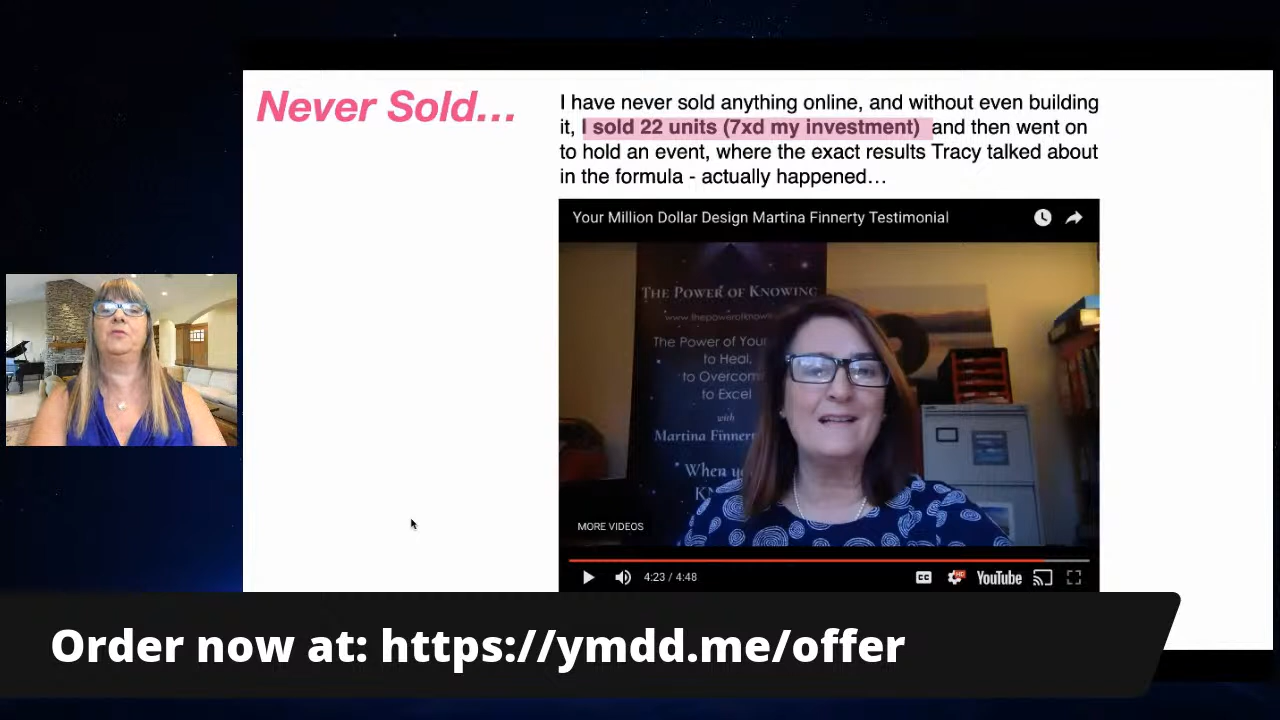 Never Sold...
I have never sold anything online, and without even building
it, I sold 22 units (7xd my investment) and then went on
to hold an event, where the exact results Tracy talked about
in the formula - actually happened...
Your Million Dollar Design Martina Finnerty Testimonial
THE POWER OF KNOWING
The Power of
to Heal,
to
to Excel
with
Martina
When
MORE VIDEOS
4:23 / 4:48
CC
HD
YouTube
Order now at: https://ymdd.me/offer